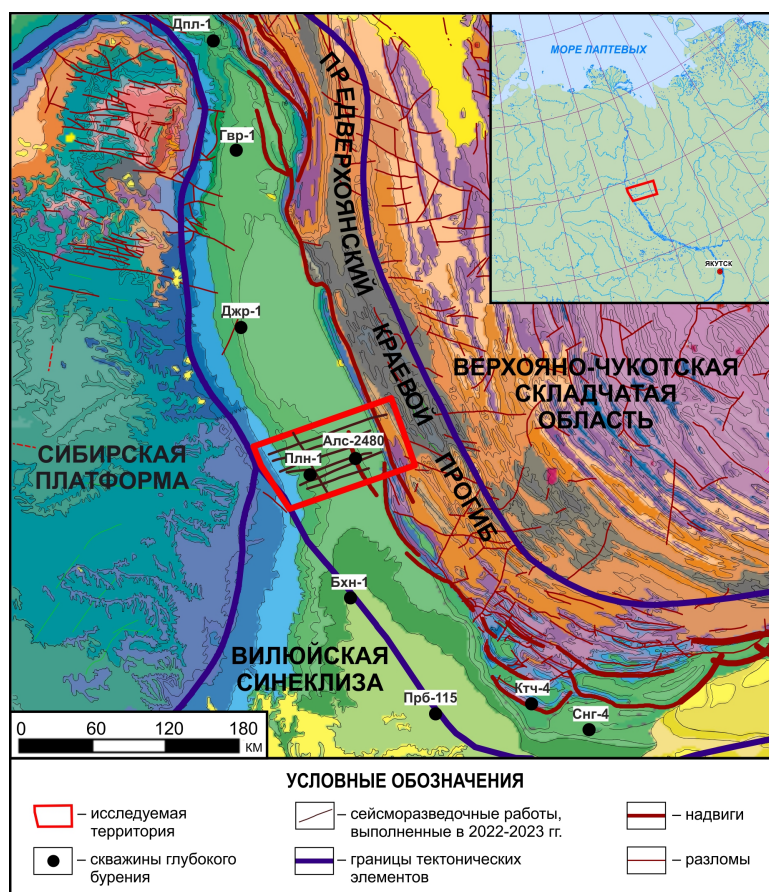 Дпл-1
МОРЕ ЛАПТЕВЫХ
ПРЕДВЕРХОЯНСКИЙ
КРАЕВОЙ
ПРОГИБ
Гвр-1
ЯКУТСК
Джр-1
ВЕРХОЯНО-ЧУКОТСКАЯ
СКЛАДЧАТАЯ
ОБЛАСТЬ
СИБИРСКАЯ
ПЛАТФОРМА
Алс-2480
Плн-1
Бхн-1
ВИЛЮЙСКАЯ
СИНЕКЛИЗА
Прб-115
Ктч-4
Снг-4
0 60 120 180
КМ
УСЛОВНЫЕ ОБОЗНАЧЕНИЯ
– исследуемая
территория
– скважины глубокого
бурения
– сейсморазведочные работы,
выполненные в 2022-2023 гг.
– границы тектонических
элементов
– надвиги
– разломы